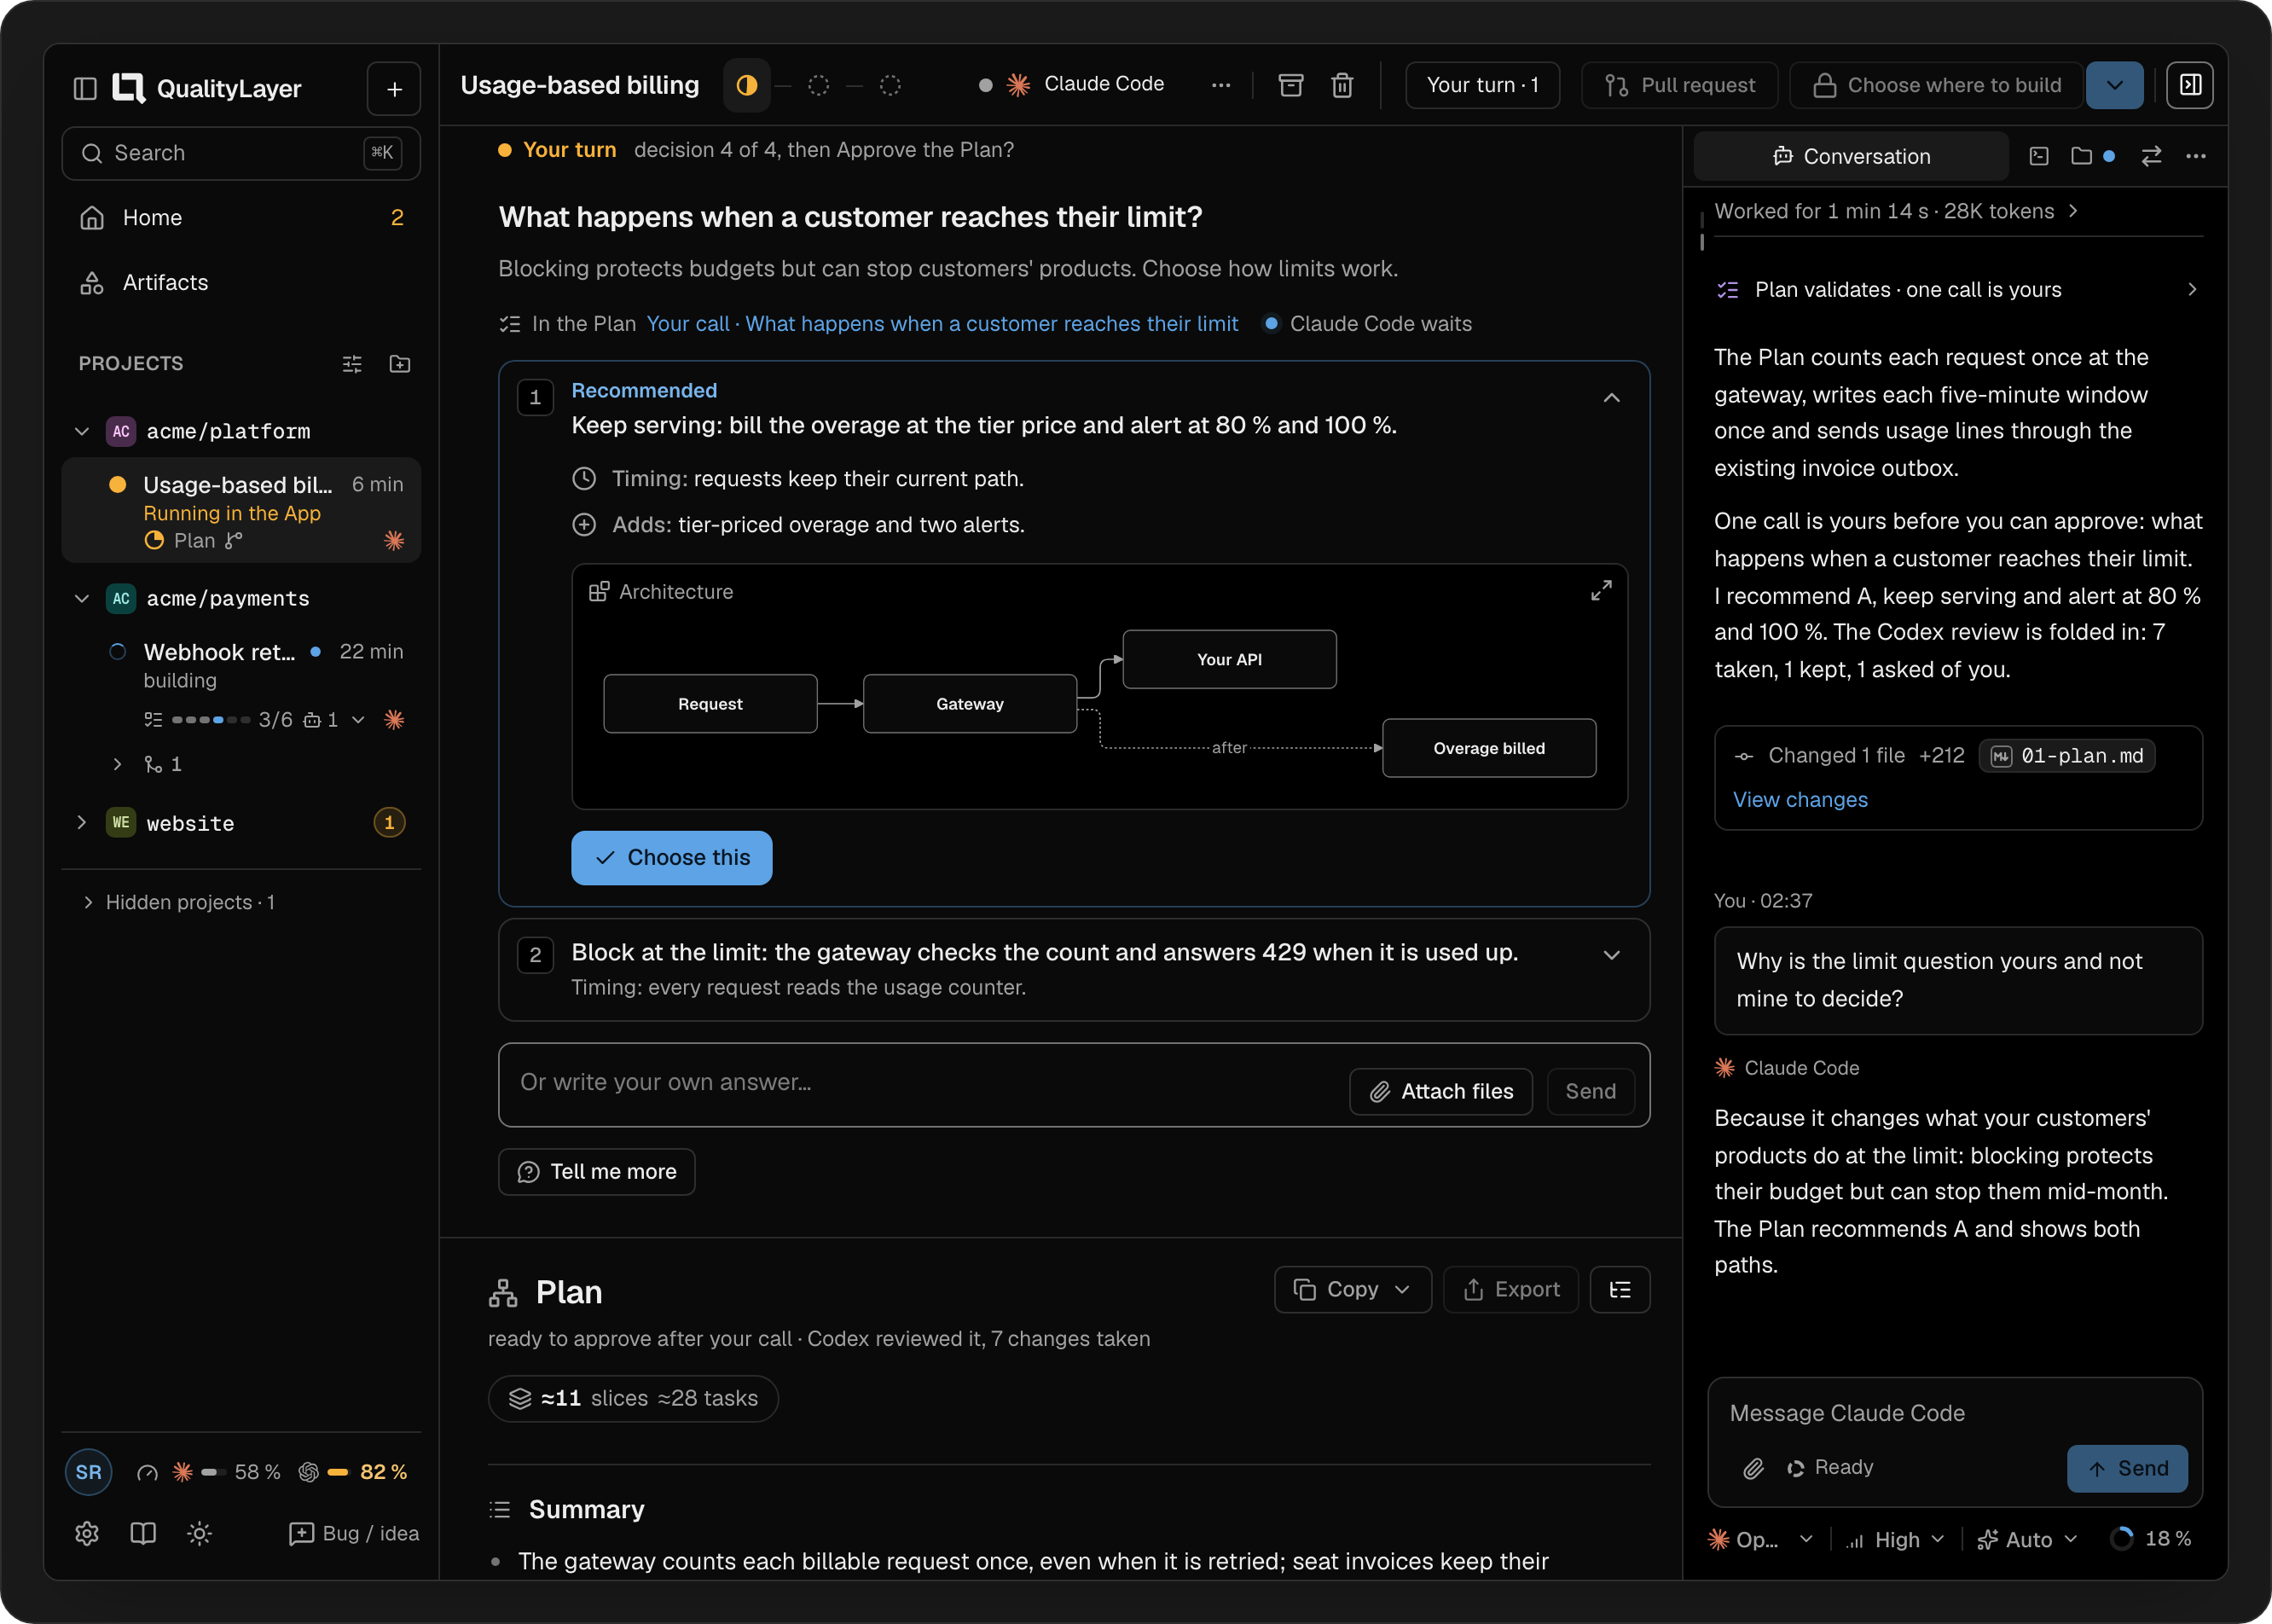 QualityLayer
Search
⌘K
Home 2
Artifacts
PROJECTS
AC acme/platform
Usage-based bil... 6 min
Running in the App
Plan
AC acme/payments
Webhook ret... 22 min
building
3/6 1
1
WE website 1
Hidden projects · 1
SR 58 % 82 %
Bug / idea
Usage-based billing
Claude Code
Your turn · 1
Pull request
Choose where to build
Your turn decision 4 of 4, then Approve the Plan?
What happens when a customer reaches their limit?
Blocking protects budgets but can stop customers' products. Choose how limits work.
In the Plan Your call · What happens when a customer reaches their limit Claude Code waits
1 Recommended
Keep serving: bill the overage at the tier price and alert at 80 % and 100 %.
Timing: requests keep their current path.
Adds: tier-priced overage and two alerts.
Architecture
Request
Gateway
Your API
after
Overage billed
Choose this
2 Block at the limit: the gateway checks the count and answers 429 when it is used up.
Timing: every request reads the usage counter.
Or write your own answer...
Attach files
Send
Tell me more
Plan
Copy
Export
ready to approve after your call · Codex reviewed it, 7 changes taken
≈11 slices ≈28 tasks
Summary
The gateway counts each billable request once, even when it is retried; seat invoices keep their
Conversation
Worked for 1 min 14 s · 28K tokens
Plan validates · one call is yours
The Plan counts each request once at the
gateway, writes each five-minute window
once and sends usage lines through the
existing invoice outbox.
One call is yours before you can approve: what
happens when a customer reaches their limit.
I recommend A, keep serving and alert at 80 %
and 100 %. The Codex review is folded in: 7
taken, 1 kept, 1 asked of you.
Changed 1 file +212 01-plan.md
View changes
You · 02:37
Why is the limit question yours and not
mine to decide?
Claude Code
Because it changes what your customers'
products do at the limit: blocking protects
their budget but can stop them mid-month.
The Plan recommends A and shows both
paths.
Message Claude Code
Ready
Send
Op... High Auto 18 %